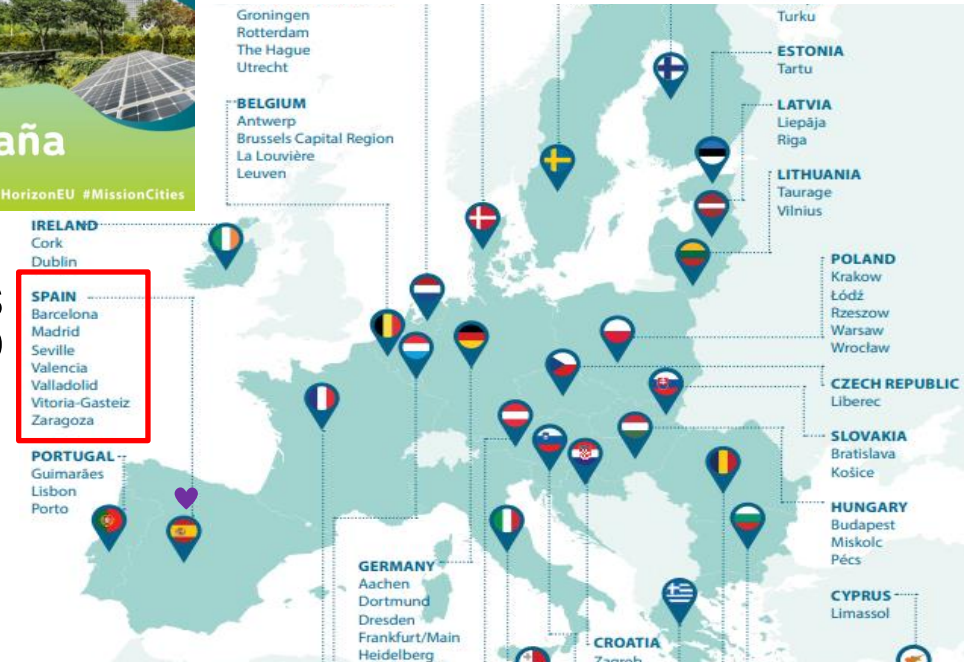 aña
HorizonEU #MissionCities
Groningen
Rotterdam
The Hague
Utrecht
BELGIUM
Antwerp
Brussels Capital Region
La Louvière
Leuven
IRELAND
Cork
Dublin
SPAIN
Barcelona
Madrid
Seville
Valencia
Valladolid
Vitoria-Gasteiz
Zaragoza
PORTUGAL
Guimarães
Lisbon
Porto
GERMANY
Aachen
Dortmund
Dresden
Frankfurt/Main
Heidelberg
CROATIA
Zagreb
Turku
ESTONIA
Tartu
LATVIA
Liepāja
Riga
LITHUANIA
Taurage
Vilnius
POLAND
Krakow
Łódź
Rzeszow
Warsaw
Wrocław
CZECH REPUBLIC
Liberec
SLOVAKIA
Bratislava
Košice
HUNGARY
Budapest
Miskolc
Pécs
CYPRUS
Limassol